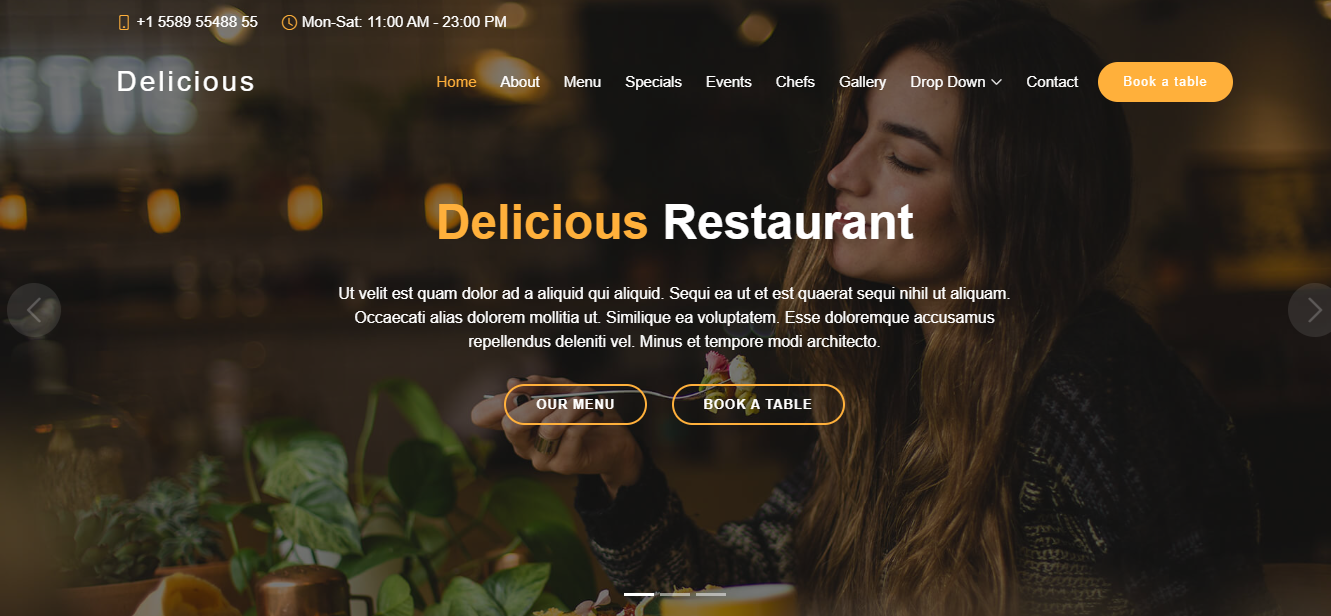 +1 5589 55488 55 Mon-Sat: 11:00 AM - 23:00 PM
Delicious Home About Menu Specials Events Chefs Gallery Drop Down Contact Book a table
Delicious Restaurant
Ut velit est quam dolor ad a aliquid qui aliquid. Sequi ea ut et est quaerat sequi nihil ut aliquam.
Occaecati alias dolorem mollitia ut. Similique ea voluptatem. Esse doloremque accusamus
repellendus deleniti vel. Minus et tempore modi architecto.
OUR MENU BOOK A TABLE